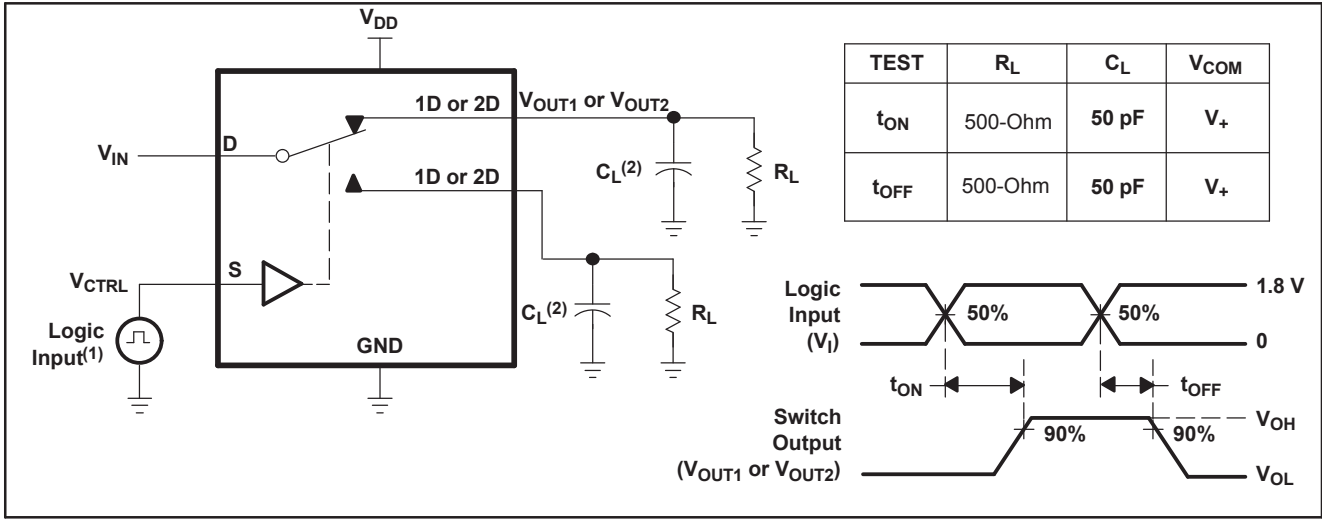 VDD
1D or 2D
VOUT1 or VOUT2
D
VIN
CL(2)
RL
1D or 2D
S
VCTRL
CL(2)
RL
Logic
Input(1)
GND
TEST RL CL VCOM
tON 500-Ohm 50 pF V+
tOFF 500-Ohm 50 pF V+
Logic
Input
(VI)
50%
50%
1.8 V
0
tON
tOFF
Switch
Output
(VOUT1 or VOUT2)
90%
90%
VOH
VOL